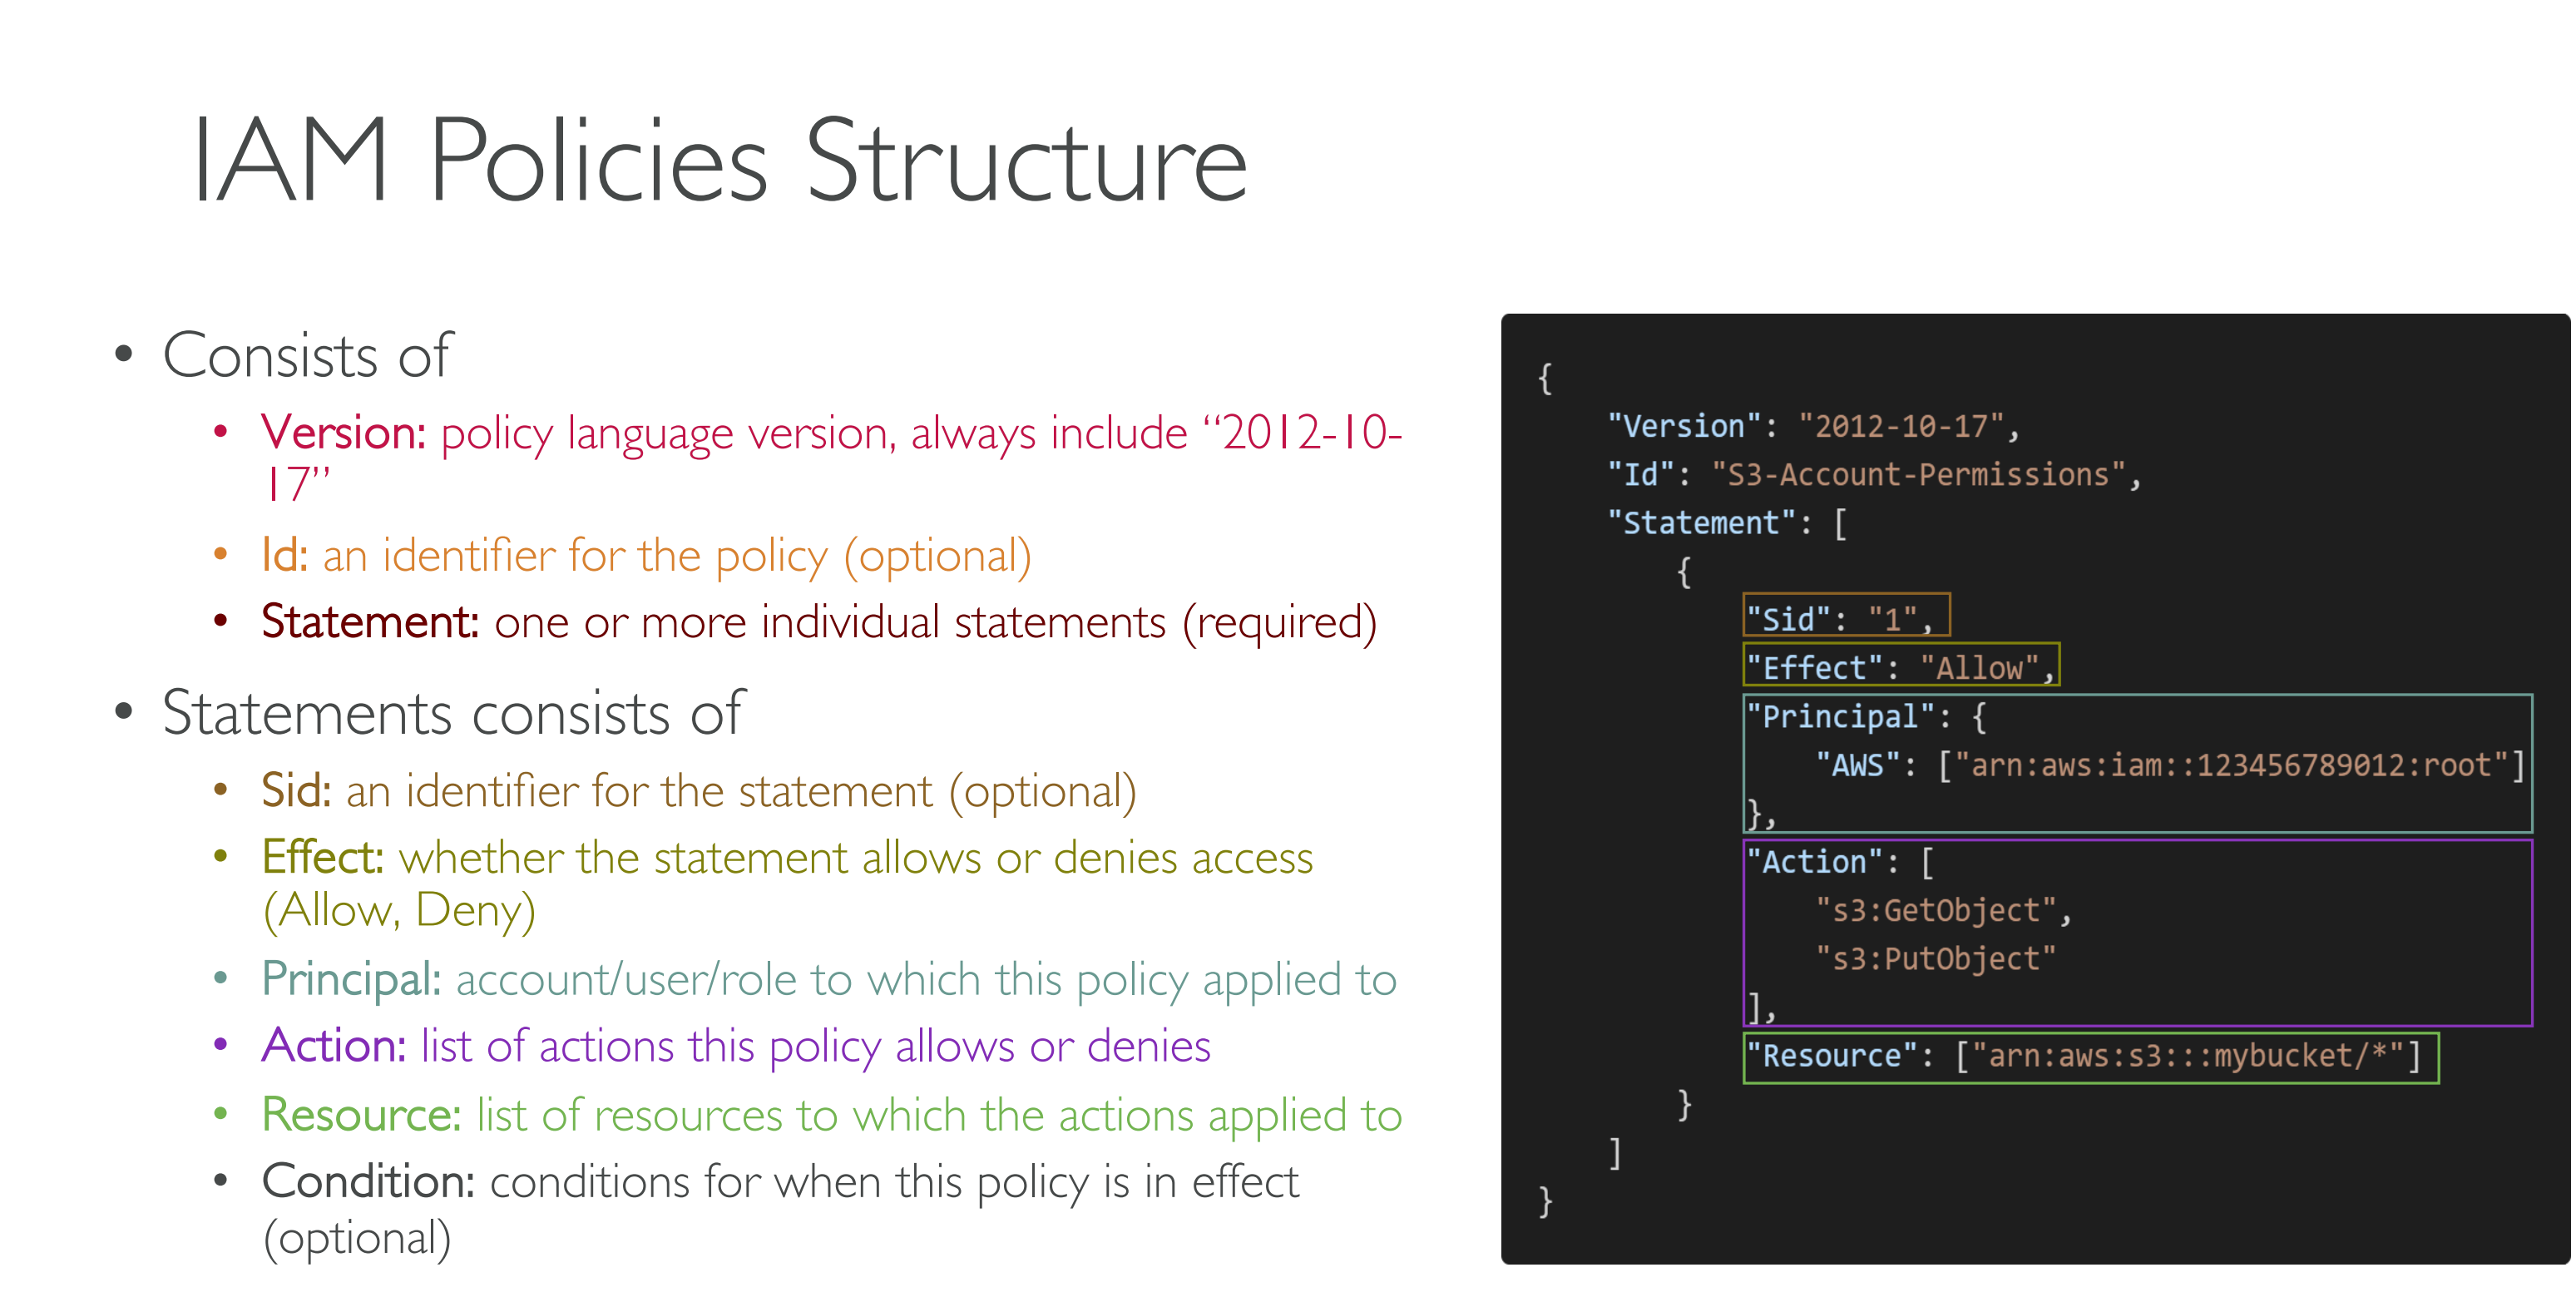 IAM Policies Structure
• Consists of
• Version: policy language version, always include “2012-10-
17”
• Id: an identifier for the policy (optional)
• Statement: one or more individual statements (required)
• Statements consists of
• Sid: an identifier for the statement (optional)
• Effect: whether the statement allows or denies access
(Allow, Deny)
• Principal: account/user/role to which this policy applied to
• Action: list of actions this policy allows or denies
• Resource: list of resources to which the actions applied to
• Condition: conditions for when this policy is in effect
(optional)
{
"Version": "2012-10-17",
"Id": "S3-Account-Permissions",
"Statement": [
{
"Sid": "1",
"Effect": "Allow",
"Principal": {
"AWS": ["arn:aws:iam::123456789012:root"]
},
"Action": [
"s3:GetObject",
"s3:PutObject"
],
"Resource": ["arn:aws:s3:::mybucket/*"]
}
]
}